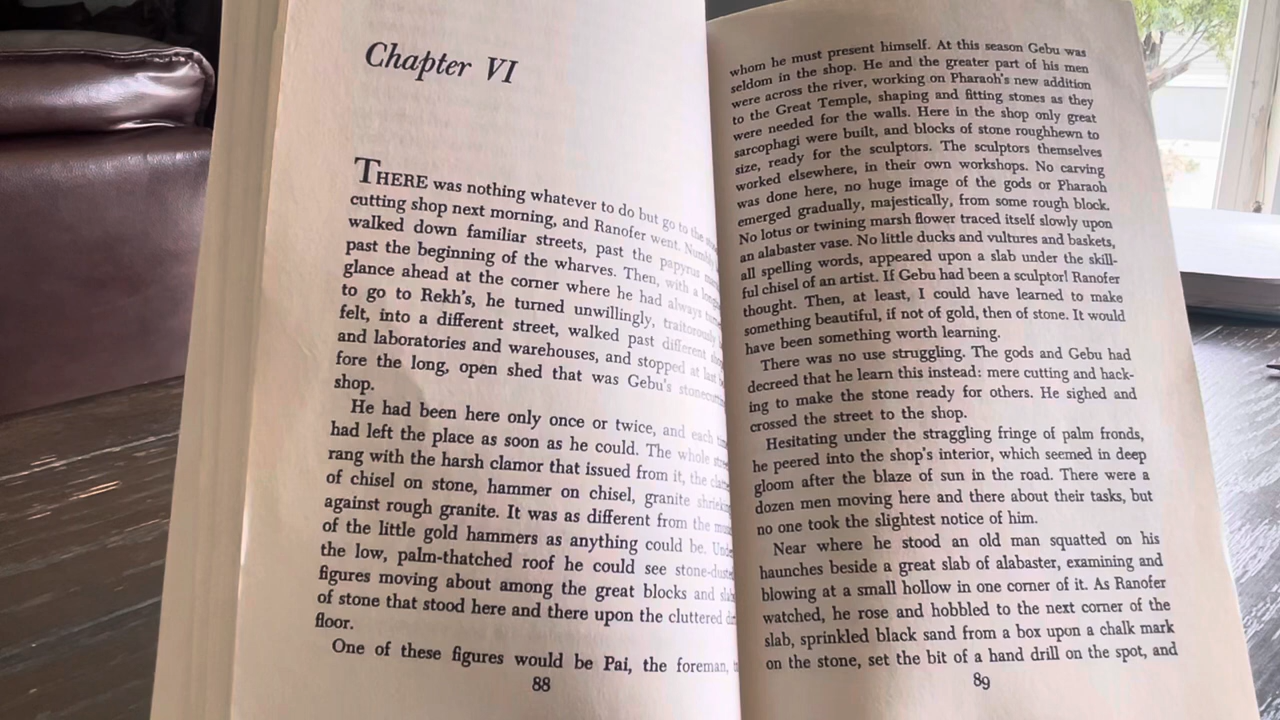 Chapter VI
THERE was nothing whatever to do but go to the
cutting shop next morning, and Ranofer went. Numbly
walked down familiar streets, past the papyrus
past the beginning of the wharves. Then, with a
glance ahead at the corner where he had always
to go to Rekh's, he turned unwillingly, traitorously
felt, into a different street, walked past different
and laboratories and warehouses, and stopped at last
fore the long, open shed that was Gebu's
shop.
He had been here only once or twice, and each
had left the place as soon as he could. The whole
rang with the harsh clamor that issued from it, the
of chisel on stone, hammer on chisel, granite
against rough granite. It was as different from the
of the little gold hammers as anything could be.
the low, palm-thatched roof he could see
figures moving about among the great blocks and
of stone that stood here and there upon the cluttered
floor.
One of these figures would be Pai, the foreman,
88
whom he must present himself. At this season Gebu was
seldom in the shop. He and the greater part of his men
were across the river, working on Pharaoh's new addition
to the Great Temple, shaping and fitting stones as they
were needed for the walls. Here in the shop only great
sarcophagi were built, and blocks of stone roughhewn to
size, ready for the sculptors. The sculptors themselves
worked elsewhere, in their own workshops. No carving
was done here, no huge image of the gods or Pharaoh
emerged gradually, majestically, from some rough block.
No lotus or twining marsh flower traced itself slowly upon
an alabaster vase. No little ducks and vultures and baskets,
all spelling words, appeared upon a slab under the skill-
ful chisel of an artist. If Gebu had been a sculptor! Ranofer
thought. Then, at least, I could have learned to make
something beautiful, if not of gold, then of stone. It would
have been something worth learning.
There was no use struggling. The gods and Gebu had
decreed that he learn this instead: mere cutting and hack-
ing to make the stone ready for others. He sighed and
crossed the street to the shop.
Hesitating under the straggling fringe of palm fronds,
he peered into the shop's interior, which seemed in deep
gloom after the blaze of sun in the road. There were a
dozen men moving here and there about their tasks, but
no one took the slightest notice of him.
Near where he stood an old man squatted on his
haunches beside a great slab of alabaster, examining and
blowing at a small hollow in one corner of it. As Ranofer
watched, he rose and hobbled to the next corner of the
slab, sprinkled black sand from a box upon a chalk mark
on the stone, set the bit of a hand drill on the spot, and
89